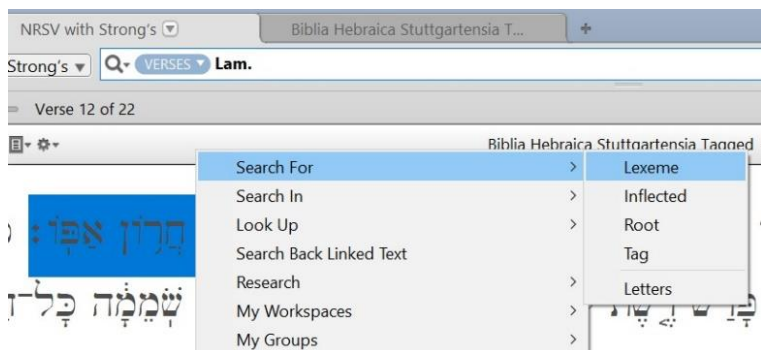 NRSV with Strong's Biblia Hebraica Stuttgartensia T... +
Strong's VERSES Lam.
Verse 12 of 22
Biblia Hebraica Stuttgartensia Tagged
Search For > Lexeme
Search In > Inflected
Look Up > Root
Search Back Linked Text Tag
Research > Letters
My Workspaces >
My Groups >
חֲר֥וֹן אַפּֽוֹ׃
פָּרַ֨שׂ רֶ֤שֶׁת
שֹֽׁמֵמָ֔ה כָּל־